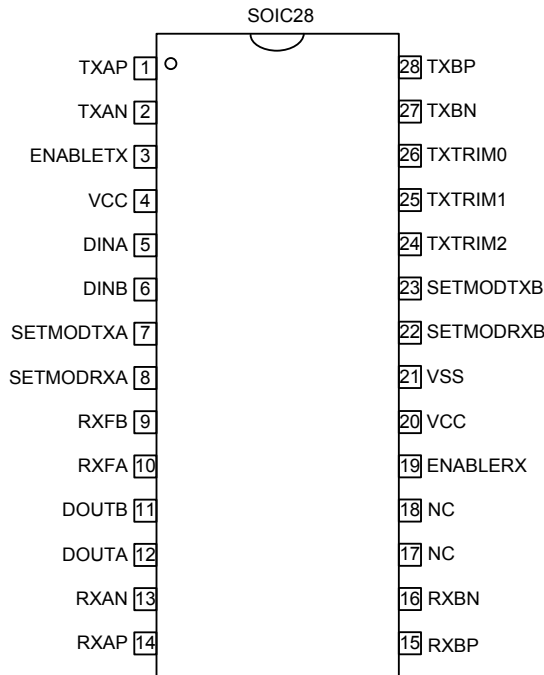 SOIC28
TXAP 1
TXAN 2
ENABLETX 3
VCC 4
DINA 5
DINB 6
SETMODTXA 7
SETMODRXA 8
RXFB 9
RXFA 10
DOUTB 11
DOUTA 12
RXAN 13
RXAP 14
28 TXBP
27 TXBN
26 TXTRIM0
25 TXTRIM1
24 TXTRIM2
23 SETMODTXB
22 SETMODRXB
21 VSS
20 VCC
19 ENABLERX
18 NC
17 NC
16 RXBN
15 RXBP